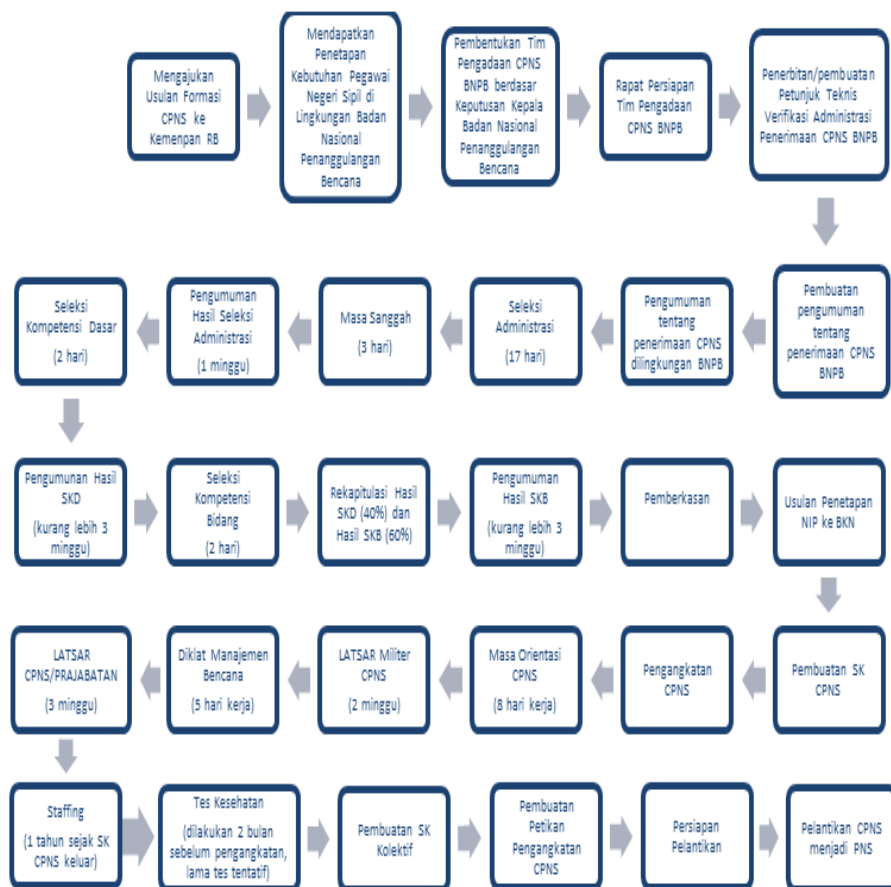 Mengajukan
Usulan Formasi
CPNS ke
Kemenpan RB
Mendapatkan
Penetapan
Kebutuhan Pegawai
Negeri Sipil di
Lingkungan Badan
Nasional
Penanggulangan
Bencana
Pembentukan Tim
Pengadaan CPNS
BNPB berdasar
Keputusan Kepala
Badan Nasional
Penanggulangan
Bencana
Rapat Persiapan
Tim Pengadaan
CPNS BNPB
Penerbitan/pembuatan
Petunjuk Teknis
Verifikasi Administrasi
Penerimaan CPNS BNPB
Pembuatan
pengumuman
tentang
penerimaan CPNS
BNPB
Pengumuman
tentang
penerimaan CPNS
dilingkungan BNPB
Seleksi
Administrasi
(17 hari)
Masa Sanggah
(3 hari)
Pengumuman
Hasil Seleksi
Administrasi
(1 minggu)
Seleksi
Kompetensi Dasar
(2 hari)
Pengumunan Hasil
SKD
(kurang lebih 3
minggu)
Seleksi
Kompetensi
Bidang
(2 hari)
Rekapitulasi Hasil
SKD (40%) dan
Hasil SKB (60%)
Pengumuman
Hasil SKB
(kurang lebih 3
minggu)
Pemberkasan
Usulan Penetapan
NIP ke BKN
Pembuatan SK
CPNS
Pengangkatan
CPNS
Masa Orientasi
CPNS
(8 hari kerja)
LATSAR Militer
CPNS
(2 minggu)
Diklat Manajemen
Bencana
(5 hari kerja)
LATSAR
CPNS/PRAJABATAN
(3 minggu)
Staffing
(1 tahun sejak SK
CPNS keluar)
Tes Kesehatan
(dilakukan 2 bulan
sebelum pengangkatan,
lama tes tentatif)
Pembuatan SK
Kolektif
Pembuatan
Petikan
Pengangkatan
CPNS
Persiapan
Pelantikan
Pelantikan CPNS
menjadi PNS